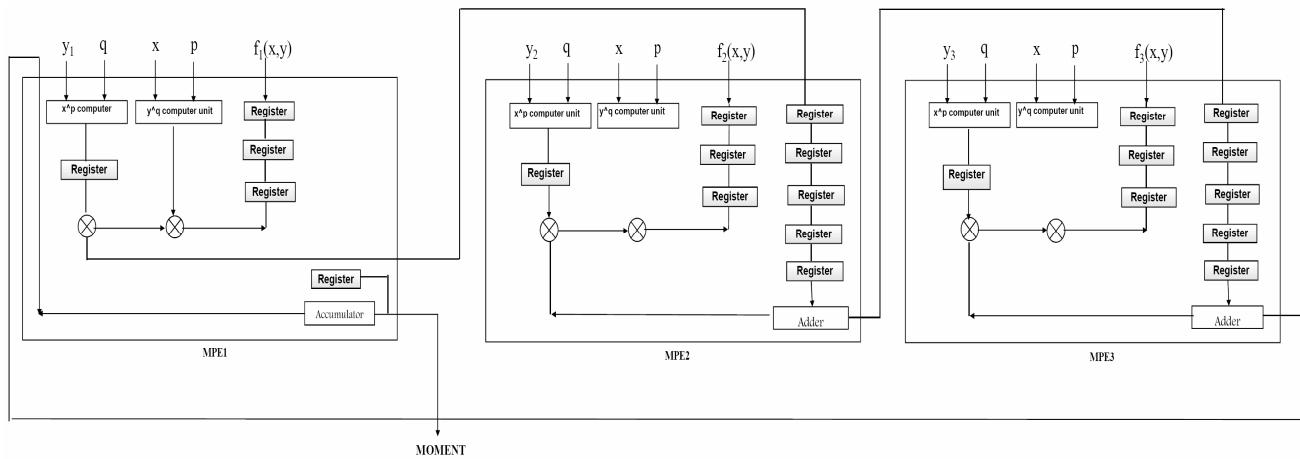 y1 q x p f1(x,y)
x^p computer y^q computer unit Register
Register
Register Register
Register
Accumulator
MPE1
MOMENT
y2 q x p f2(x,y)
x^p computer unit y^q computer unit Register Register
Register Register
Register
Register Register
Register
Register
Adder
MPE2
y3 q x p f3(x,y)
x^p computer unit y^q computer unit Register Register
Register Register
Register
Register Register
Register
Register
Adder
MPE3